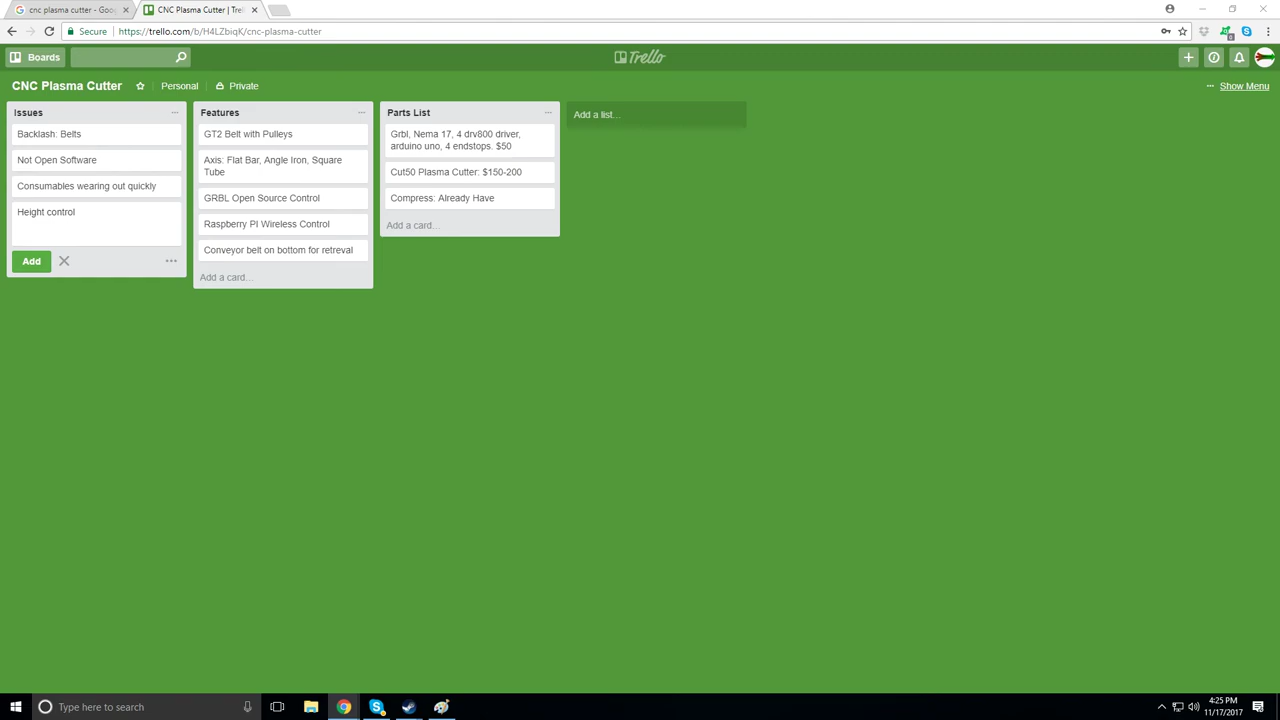 cnc plasma cutter - Goo
CNC Plasma Cutter | Trell
Secure
https://trello.com/b/H4LZbiqK/cnc-plasma-cutter
Boards
Trello
CNC Plasma Cutter
Personal
Private
Show Menu
Issues
Backlash: Belts
Not Open Software
Consumables wearing out quickly
Height control
Add
Features
GT2 Belt with Pulleys
Axis: Flat Bar, Angle Iron, Square
Tube
GRBL Open Source Control
Raspberry PI Wireless Control
Conveyor belt on bottom for retreval
Add a card...
Parts List
Grbl, Nema 17, 4 drv800 driver,
arduino uno, 4 endstops. $50
Cut50 Plasma Cutter: $150-200
Compress: Already Have
Add a card...
Add a list...
Type here to search
4:25 PM
11/17/2017